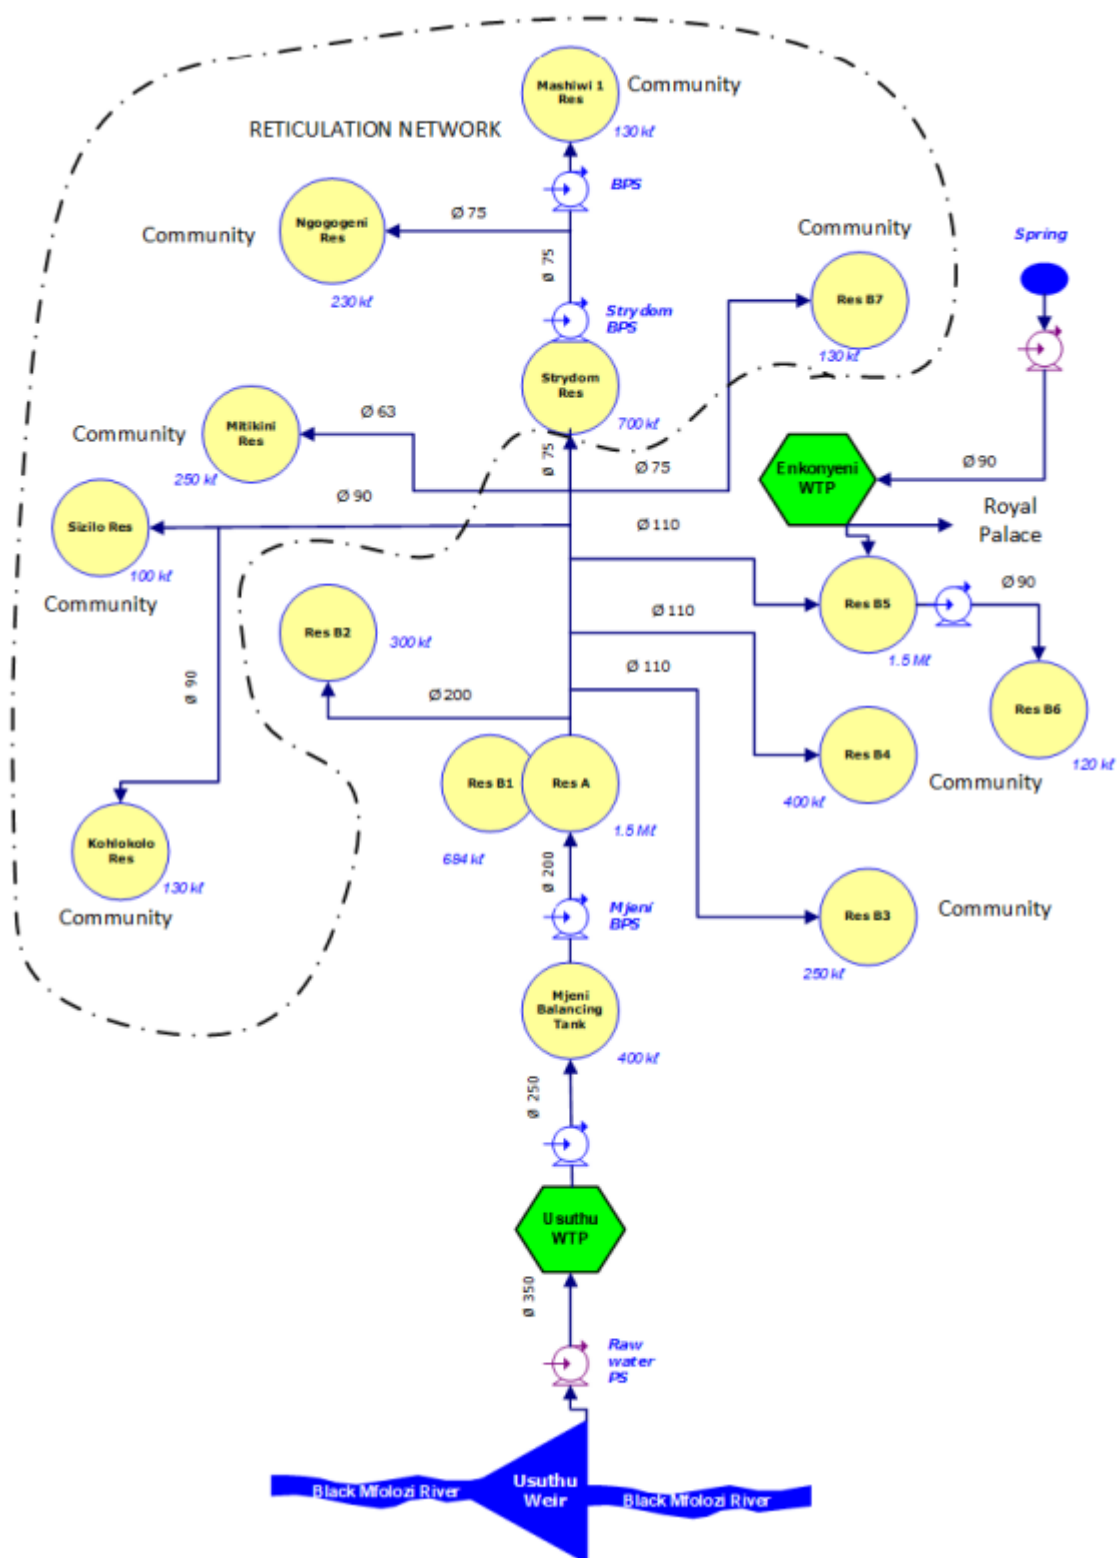 Mashiwi 1
Res
Community
130 kℓ
RETICULATION NETWORK
BPS
Ø 75
Ngogogeni
Res
Community
230 kℓ
Ø 75
Strydom
BPS
Community
Res B7
130 kℓ
Spring
Strydom
Res
700 kℓ
Ø 63
Mitikini
Res
Community
250 kℓ
Ø 75
Ø 75
Enkonyeni
WTP
Ø 90
Royal
Palace
Ø 90
Sizilo Res
100 kℓ
Community
Ø 110
Res B5
1.5 Mℓ
Ø 90
Res B2
300 kℓ
Ø 110
Ø 90
Ø 110
Ø 200
Res B6
120 kℓ
Res B1
684 kℓ
Res A
1.5 Mℓ
Res B4
400 kℓ
Community
Kohlokolo
Res
130 kℓ
Community
Ø 200
Mjeni
BPS
Res B3
250 kℓ
Community
Mjeni
Balancing
Tank
400 kℓ
Ø 250
Usuthu
WTP
Ø 350
Raw
water
PS
Usuthu
Weir
Black Mfolozi River
Black Mfolozi River